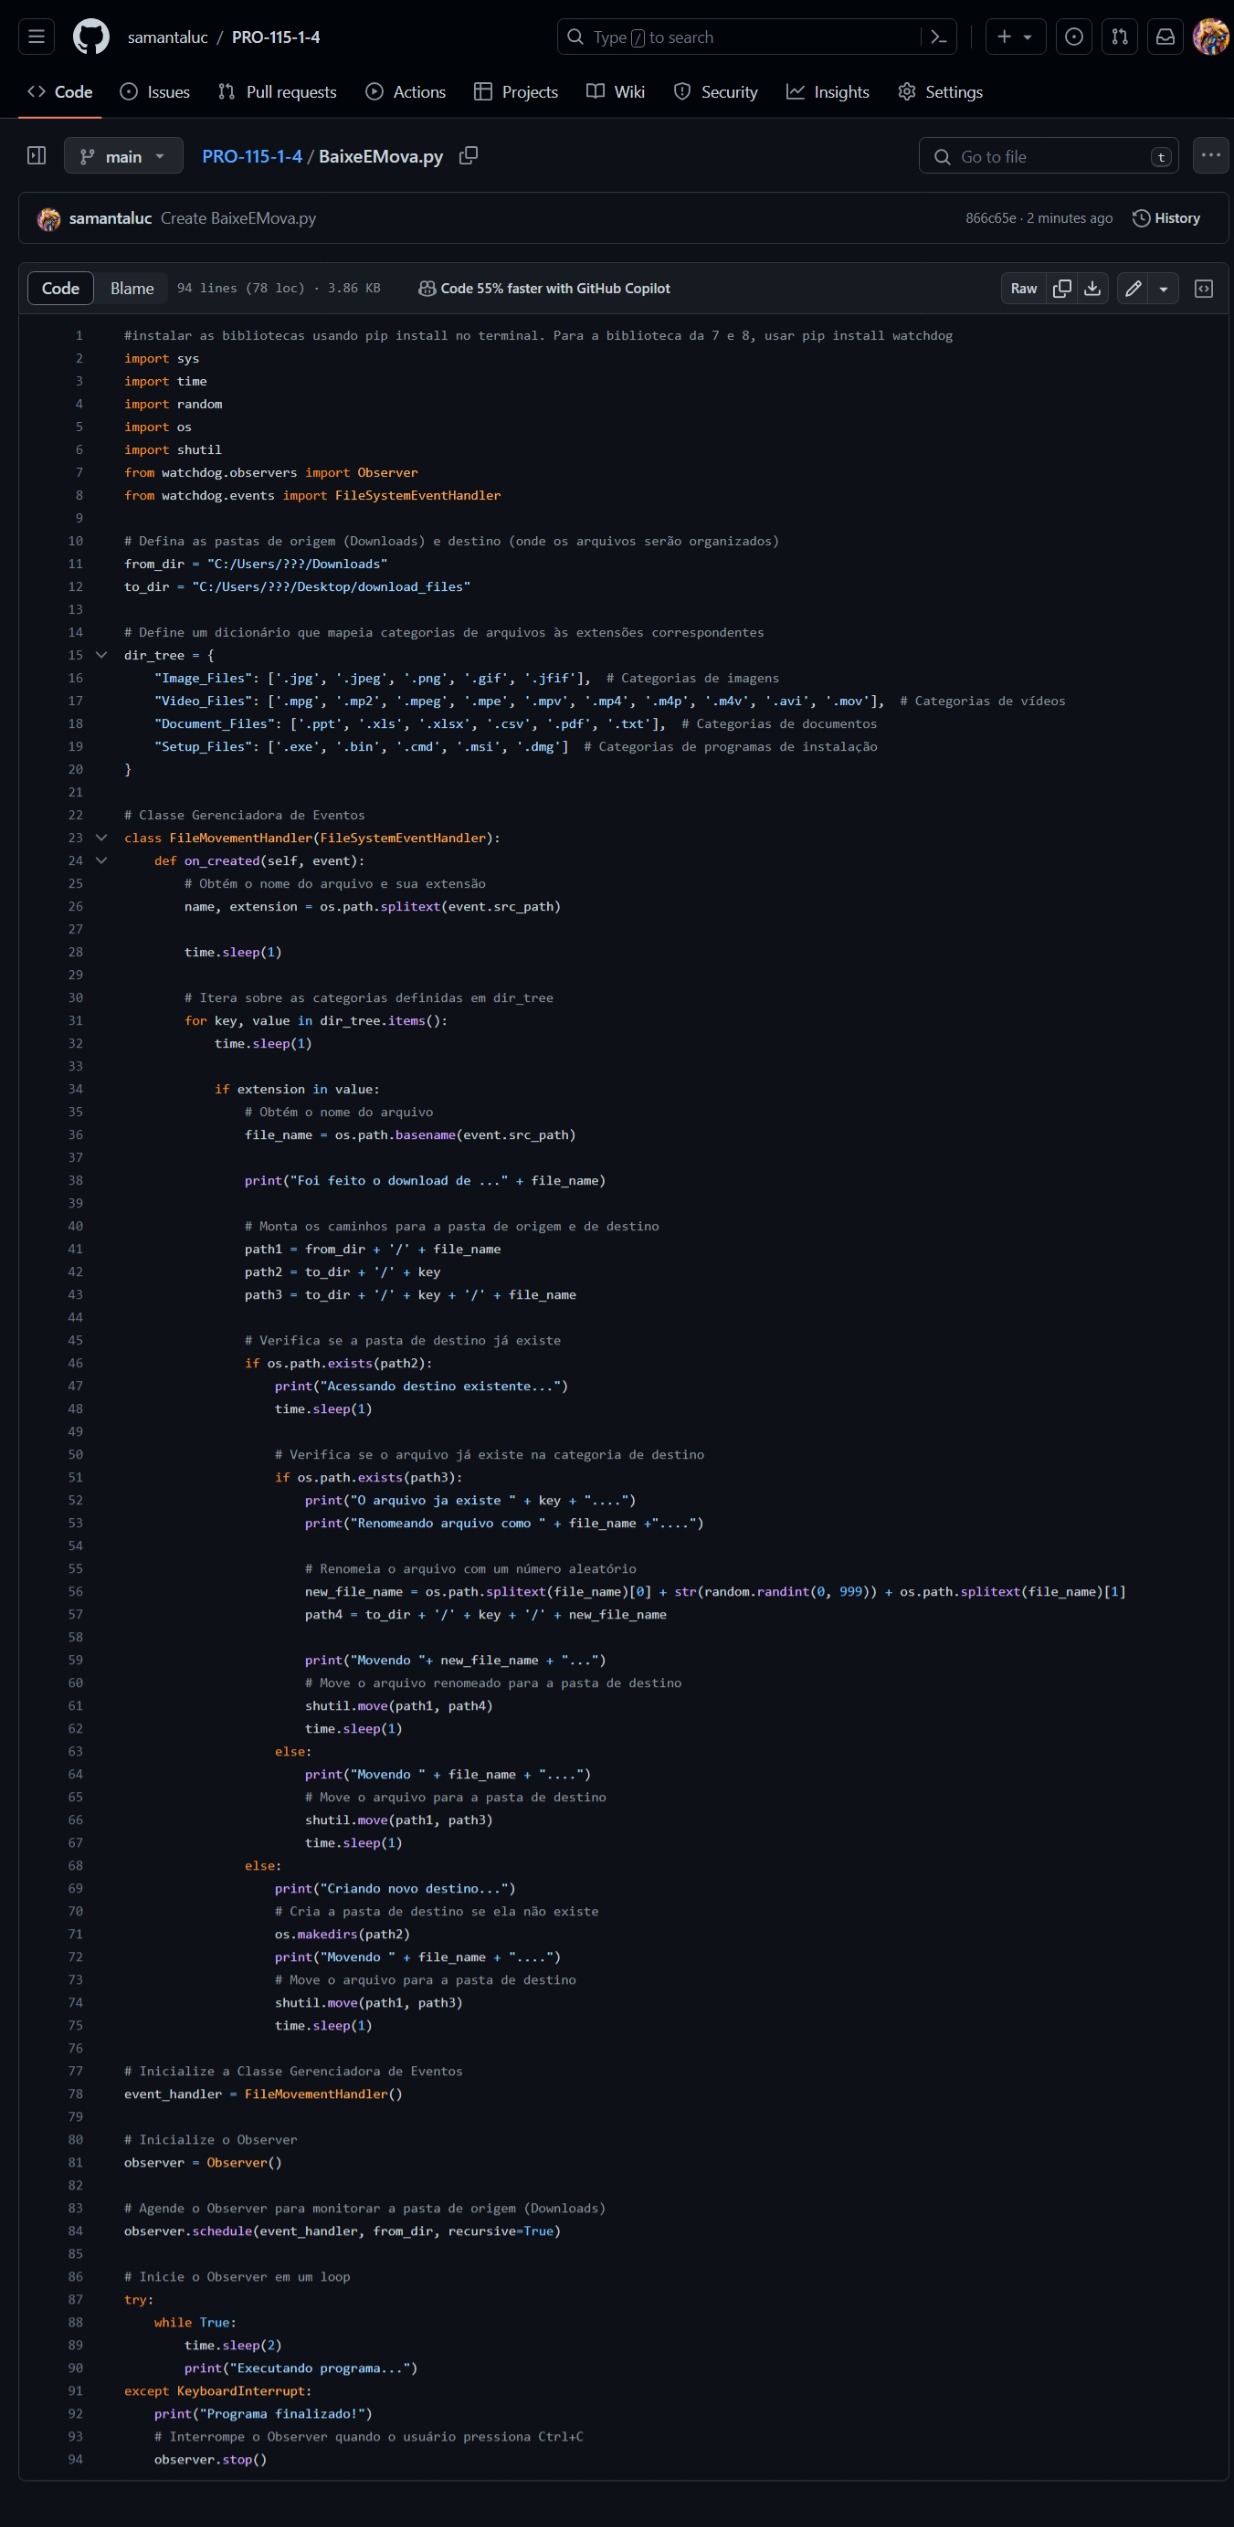 samantaluc / PRO-115-1-4
Type / to search
Code
Issues
Pull requests
Actions
Projects
Wiki
Security
Insights
Settings
main
PRO-115-1-4 / BaixeEMova.py
Go to file
t
samantaluc Create BaixeEMova.py
866c65e · 2 minutes ago
History
Code
Blame
94 lines (78 loc) · 3.86 KB
Code 55% faster with GitHub Copilot
Raw
1 #instalar as bibliotecas usando pip install no terminal. Para a biblioteca da 7 e 8, usar pip install watchdog
2 import sys
3 import time
4 import random
5 import os
6 import shutil
7 from watchdog.observers import Observer
8 from watchdog.events import FileSystemEventHandler
9
10 # Defina as pastas de origem (Downloads) e destino (onde os arquivos serão organizados)
11 from_dir = "C:/Users/???/Downloads"
12 to_dir = "C:/Users/???/Desktop/download_files"
13
14 # Define um dicionário que mapeia categorias de arquivos às extensões correspondentes
15 dir_tree = {
16     "Image_Files": ['.jpg', '.jpeg', '.png', '.gif', '.jfif'],  # Categorias de imagens
17     "Video_Files": ['.mpg', '.mp2', '.mpeg', '.mpe', '.mpv', '.mp4', '.m4p', '.m4v', '.avi', '.mov'],  # Categorias de vídeos
18     "Document_Files": ['.ppt', '.xls', '.xlsx', '.csv', '.pdf', '.txt'],  # Categorias de documentos
19     "Setup_Files": ['.exe', '.bin', '.cmd', '.msi', '.dmg']  # Categorias de programas de instalação
20 }
21
22 # Classe Gerenciadora de Eventos
23 class FileMovementHandler(FileSystemEventHandler):
24     def on_created(self, event):
25         # Obtém o nome do arquivo e sua extensão
26         name, extension = os.path.splitext(event.src_path)
27
28         time.sleep(1)
29
30         # Itera sobre as categorias definidas em dir_tree
31         for key, value in dir_tree.items():
32             time.sleep(1)
33
34             if extension in value:
35                 # Obtém o nome do arquivo
36                 file_name = os.path.basename(event.src_path)
37
38                 print("Foi feito o download de ..." + file_name)
39
40                 # Monta os caminhos para a pasta de origem e de destino
41                 path1 = from_dir + '/' + file_name
42                 path2 = to_dir + '/' + key
43                 path3 = to_dir + '/' + key + '/' + file_name
44
45                 # Verifica se a pasta de destino já existe
46                 if os.path.exists(path2):
47                     print("Acessando destino existente...")
48                     time.sleep(1)
49
50                     # Verifica se o arquivo já existe na categoria de destino
51                     if os.path.exists(path3):
52                         print("O arquivo ja existe " + key + "....")
53                         print("Renomeando arquivo como " + file_name +"....")
54
55                         # Renomeia o arquivo com um número aleatório
56                         new_file_name = os.path.splitext(file_name)[0] + str(random.randint(0, 999)) + os.path.splitext(file_name)[1]
57                         path4 = to_dir + '/' + key + '/' + new_file_name
58
59                         print("Movendo "+ new_file_name + "...")
60                         # Move o arquivo renomeado para a pasta de destino
61                         shutil.move(path1, path4)
62                         time.sleep(1)
63                     else:
64                         print("Movendo " + file_name + "....")
65                         # Move o arquivo para a pasta de destino
66                         shutil.move(path1, path3)
67                         time.sleep(1)
68                 else:
69                     print("Criando novo destino...")
70                     # Cria a pasta de destino se ela não existe
71                     os.makedirs(path2)
72                     print("Movendo " + file_name + "....")
73                     # Move o arquivo para a pasta de destino
74                     shutil.move(path1, path3)
75                     time.sleep(1)
76
77 # Inicialize a Classe Gerenciadora de Eventos
78 event_handler = FileMovementHandler()
79
80 # Inicialize o Observer
81 observer = Observer()
82
83 # Agende o Observer para monitorar a pasta de origem (Downloads)
84 observer.schedule(event_handler, from_dir, recursive=True)
85
86 # Inicie o Observer em um loop
87 try:
88     while True:
89         time.sleep(2)
90         print("Executando programa...")
91 except KeyboardInterrupt:
92     print("Programa finalizado!")
93     # Interrompe o Observer quando o usuário pressiona Ctrl+C
94     observer.stop()